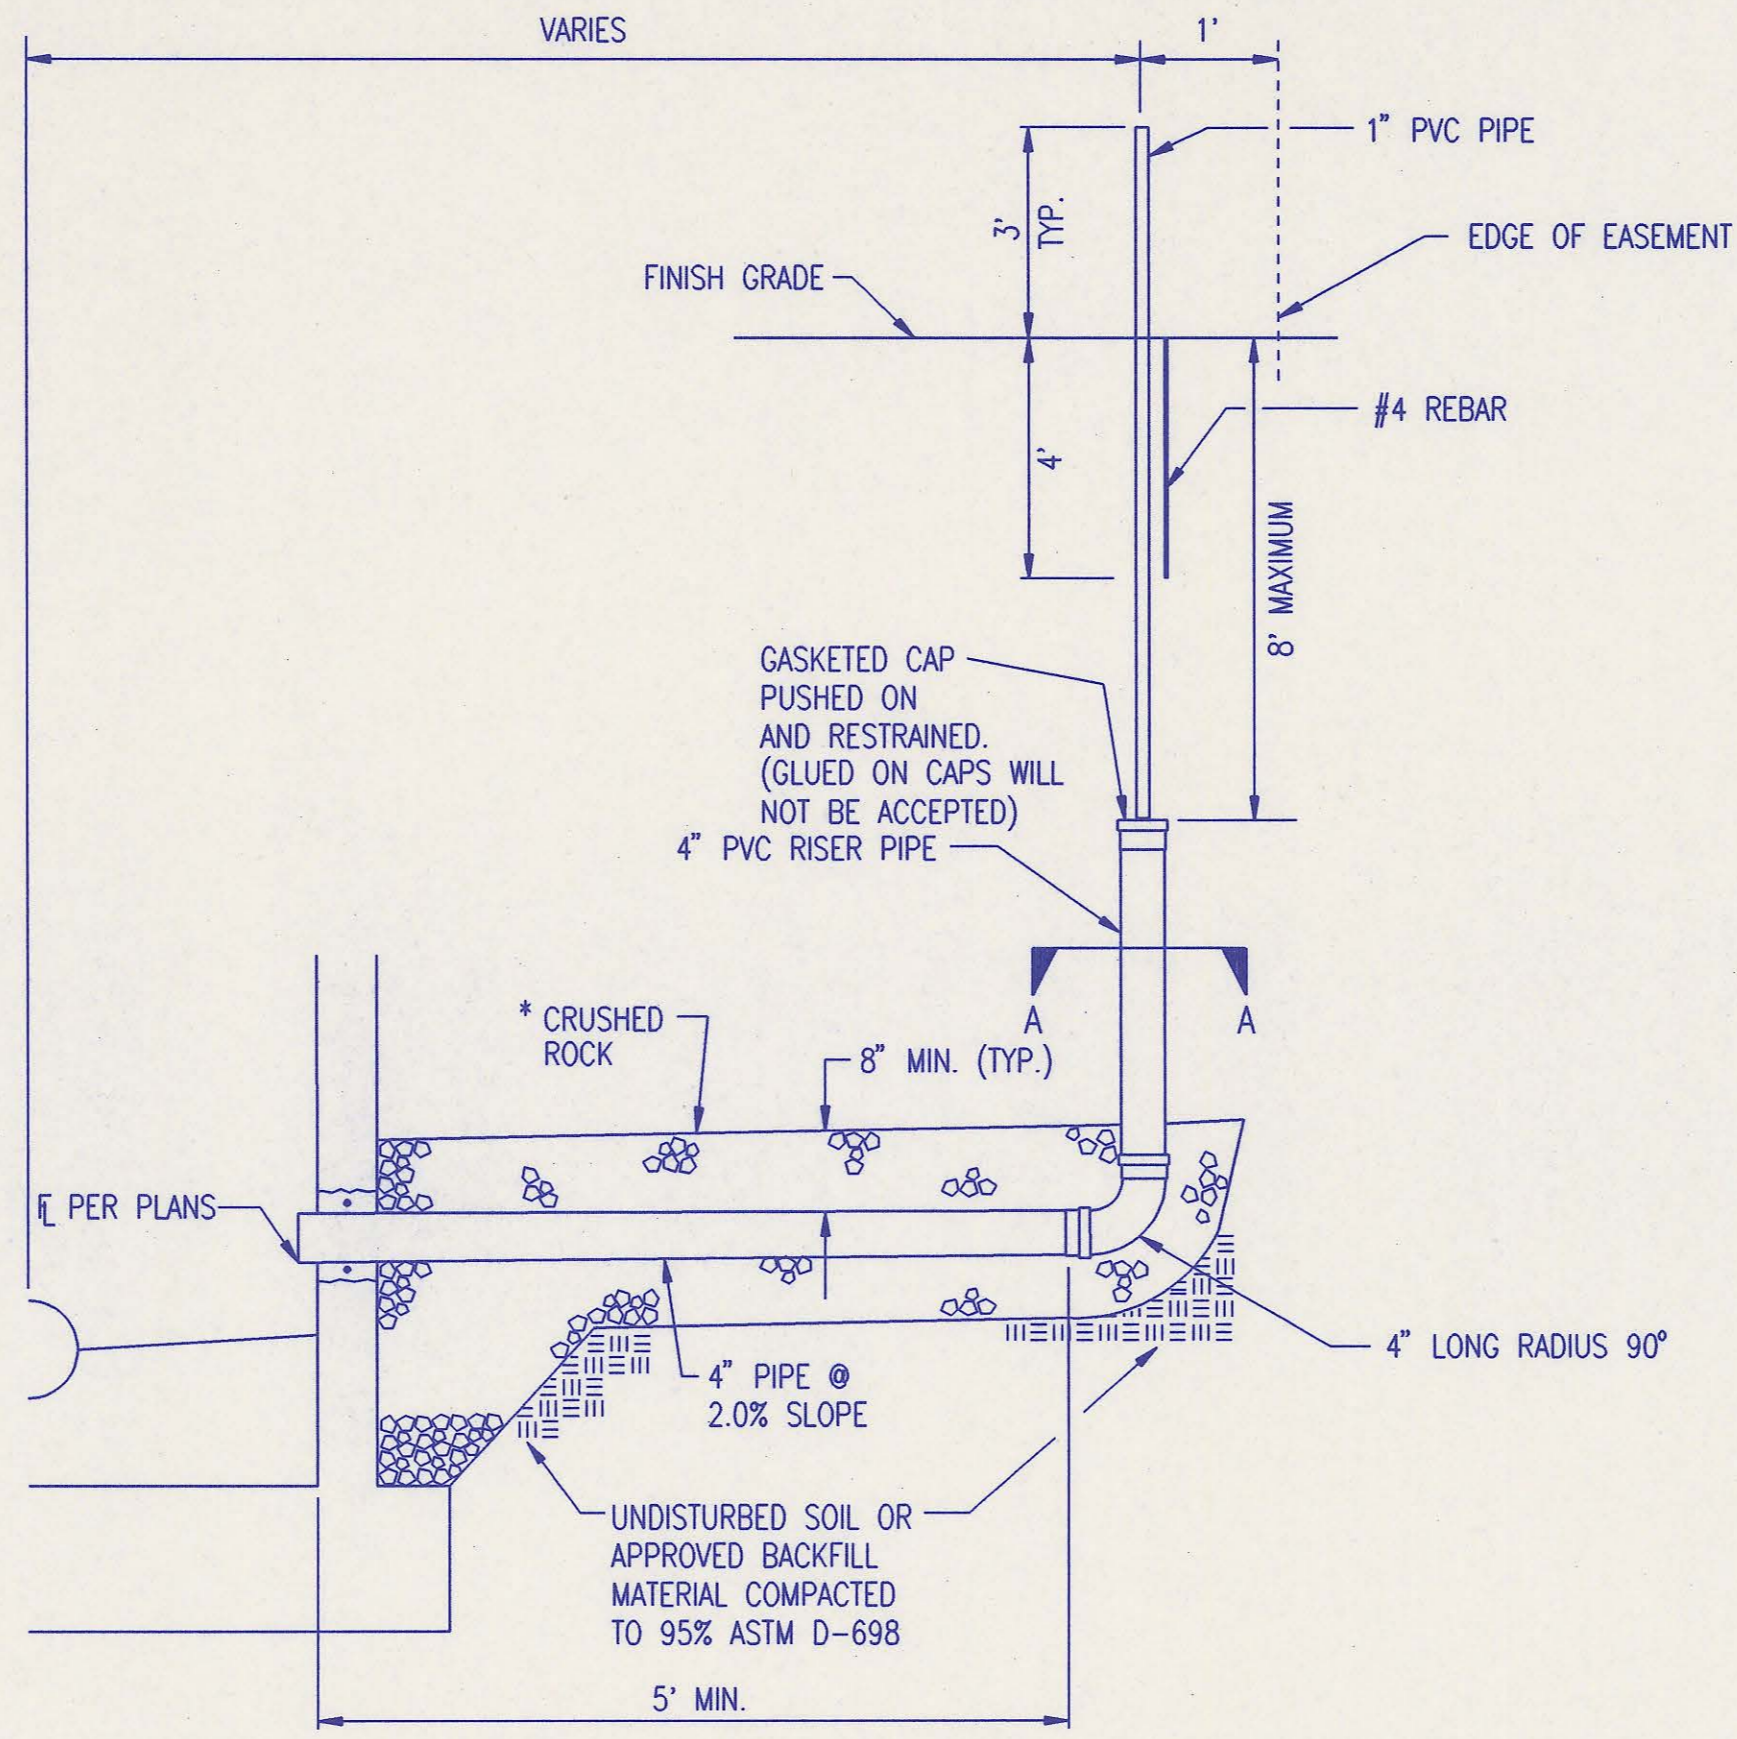 VARIES
1'
1" PVC PIPE
3'
TYP.
EDGE OF EASEMENT
FINISH GRADE
#4 REBAR
4'
8' MAXIMUM
GASKETED CAP
PUSHED ON
AND RESTRAINED.
(GLUED ON CAPS WILL
NOT BE ACCEPTED)
4" PVC RISER PIPE
* CRUSHED
ROCK
A
A
8" MIN. (TYP.)
FL PER PLANS
4" LONG RADIUS 90°
4" PIPE @
2.0% SLOPE
UNDISTURBED SOIL OR
APPROVED BACKFILL
MATERIAL COMPACTED
TO 95% ASTM D-698
5' MIN.